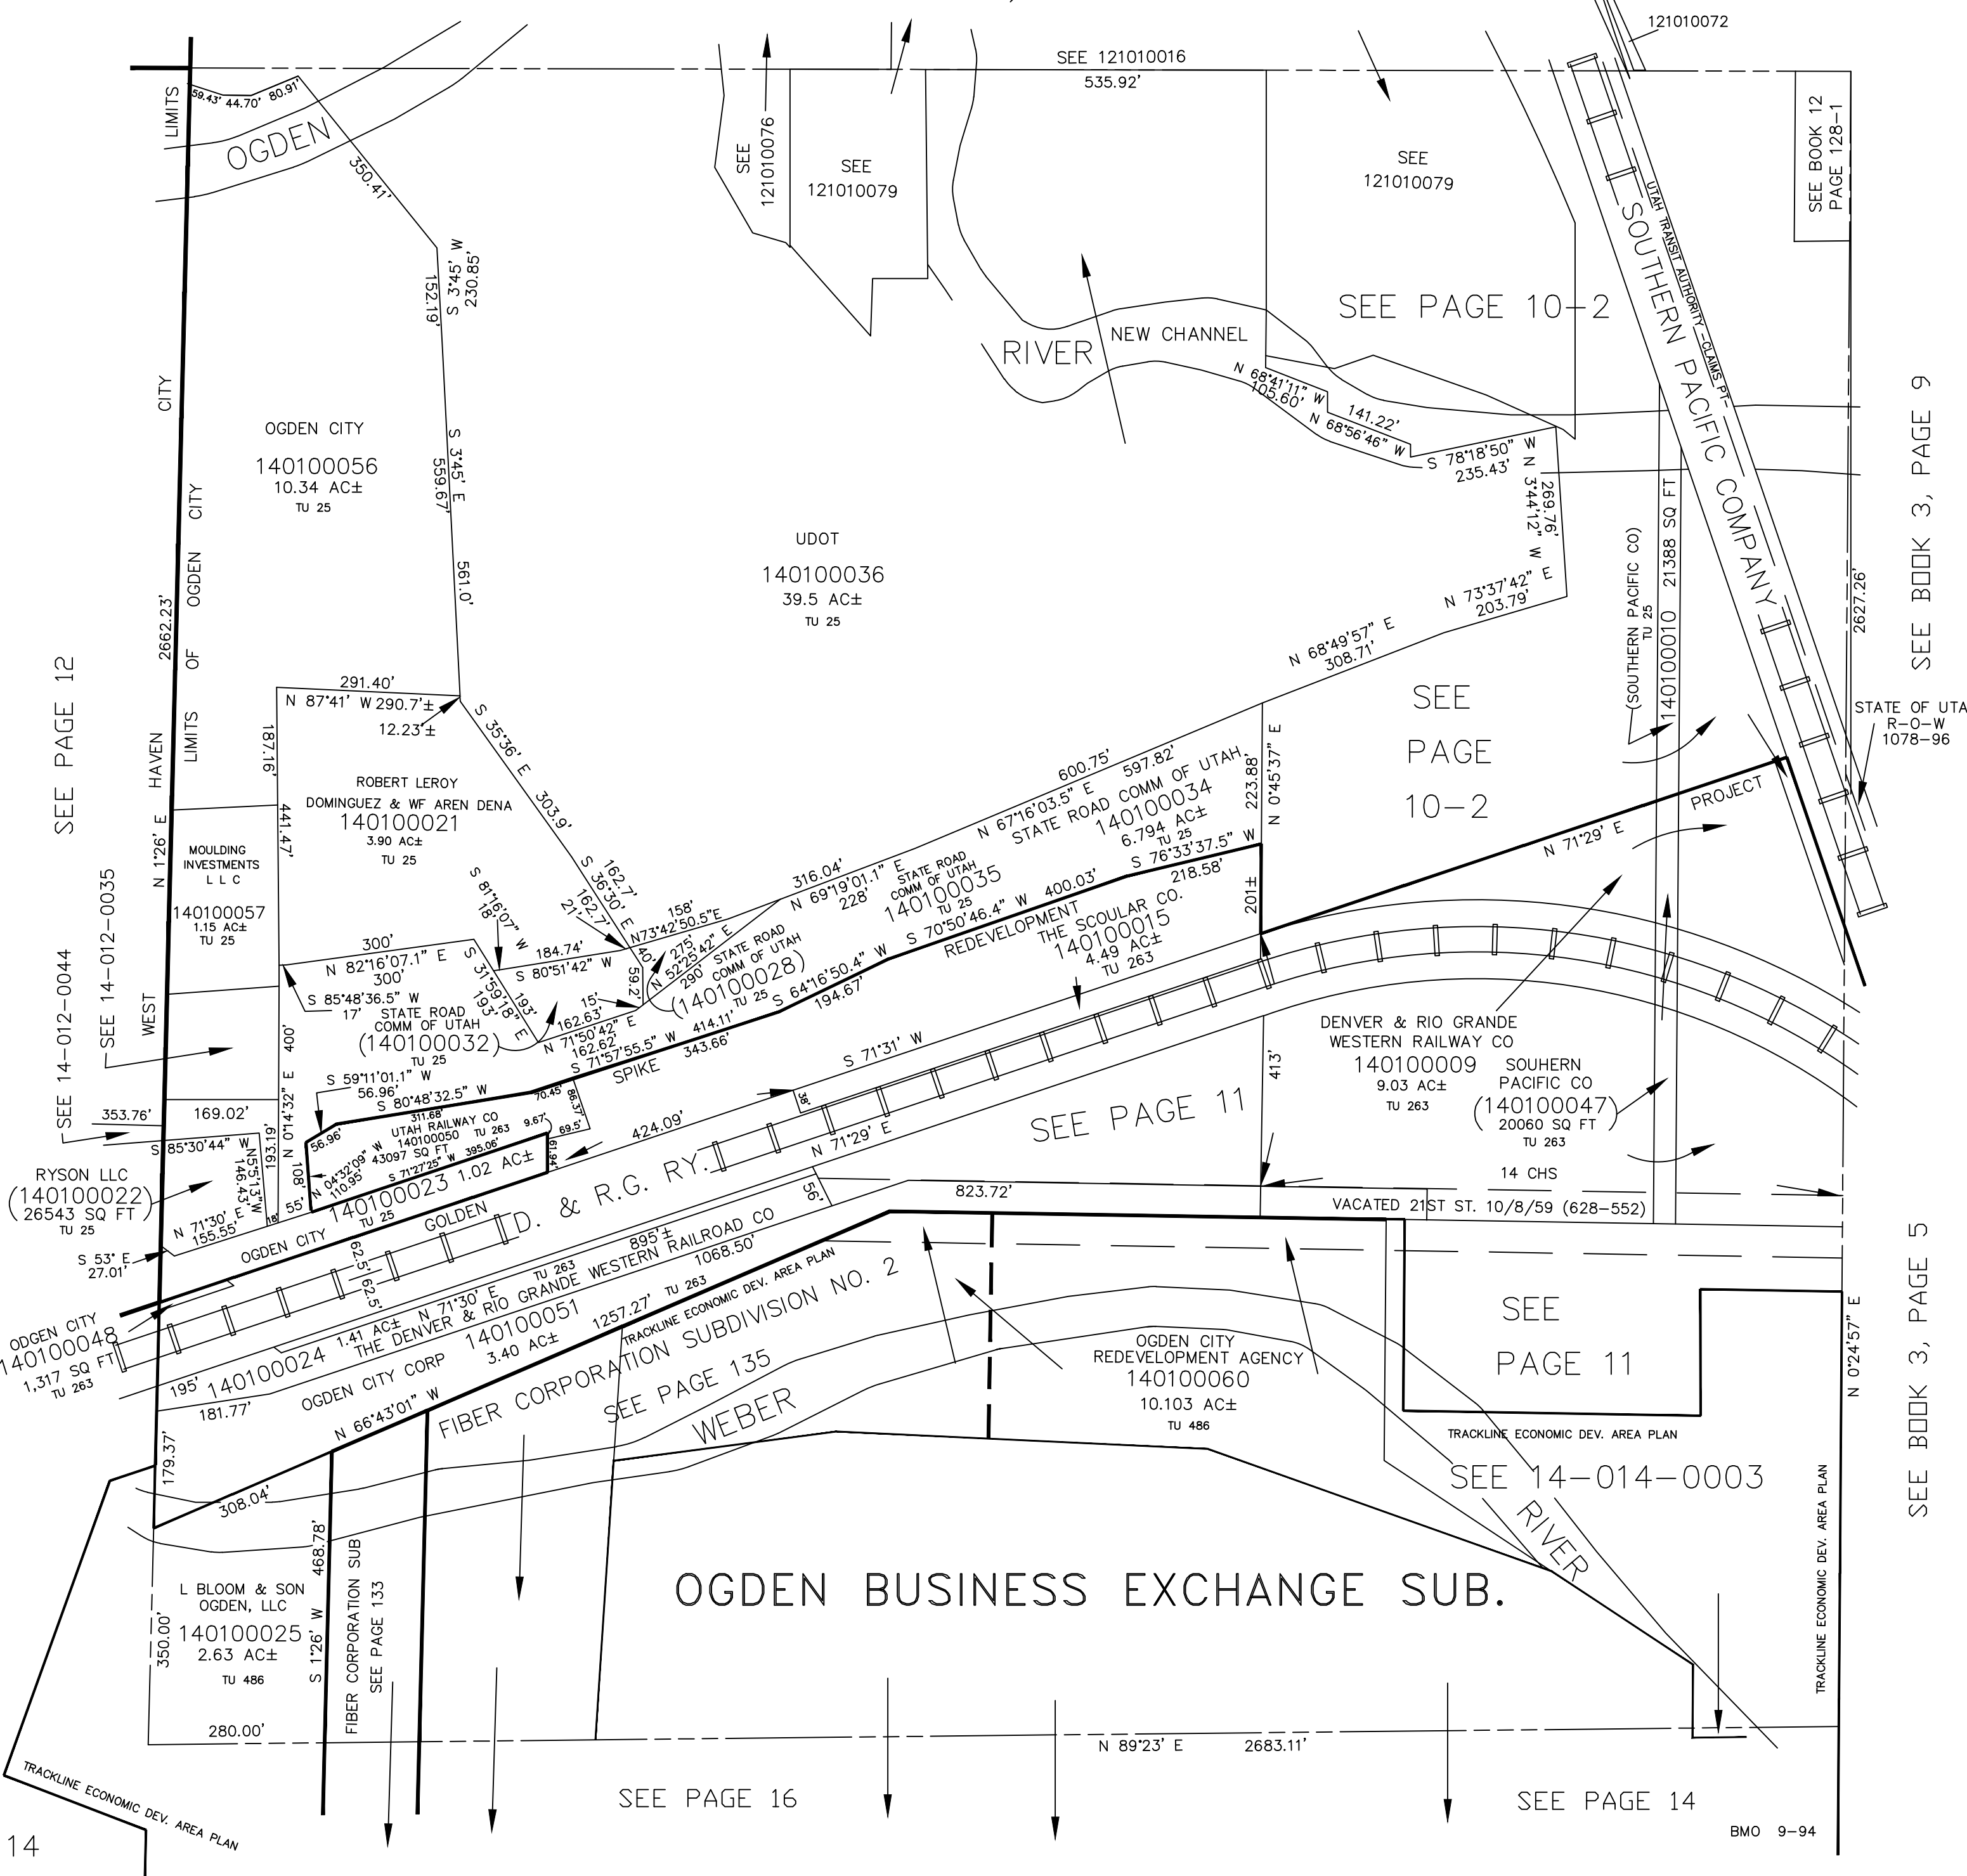 121010072
SEE 121010016
535.92'
LIMITS
59.43' 44.70' 80.91'
OGDEN
350.41'
SEE
121010076
SEE
121010079
SEE
121010079
SEE BOOK 12
PAGE 128-1
UTAH TRANSIT AUTHORITY -CLAIMS PT-
SOUTHERN PACIFIC COMPANY
S 3°45' W
230.85'
152.19'
SEE PAGE 10-2
RIVER
NEW CHANNEL
N 68°41'11" W
105.60'
141.22'
N 68°56'46" W
S 78°18'50" W
235.43'
N 3°44'12" W
269.76'
CITY
OGDEN CITY
140100056
10.34 AC±
TU 25
S 3°45' E
559.67'
561.0'
LIMITS OF OGDEN CITY
2662.23'
UDOT
140100036
39.5 AC±
TU 25
(SOUTHERN PACIFIC CO)
TU 25
140100010 21388 SQ FT
2627.26'
SEE BOOK 3, PAGE 9
N 73°37'42" E
203.79'
N 68°49'57" E
308.71'
SEE PAGE 12
291.40'
N 87°41' W 290.7'±
12.23'±
187.16'
441.47'
S 35°36' E
303.9'
SEE
PAGE
10-2
STATE OF UTA
R-O-W
1078-96
N 1°26' E
WEST HAVEN
ROBERT LEROY
DOMINGUEZ & WF AREN DENA
140100021
3.90 AC±
TU 25
MOULDING
INVESTMENTS
L L C
140100057
1.15 AC±
TU 25
600.75'
N 67°16'03.5" E 597.82'
STATE ROAD COMM OF UTAH
140100034
6.794 AC±
TU 25
223.88'
N 0°45'37" E
PROJECT
N 71°29' E
S 36°30' E
162.7'
162.7'
21'
S 81°16'07" W
18'
316.04'
N 69°19'01.1" E
228'
STATE ROAD
COMM OF UTAH
140100035
TU 25
S 76°33'37.5" W
218.58'
158'
N73°42'50.5"E
S 70°50'46.4" W 400.03'
REDEVELOPMENT
THE SCOULAR CO.
140100015
4.49 AC±
TU 263
201±
SEE 14-012-0035
SEE 14-012-0044
300'
N 82°16'07.1" E
300'
184.74'
S 80°51'42" W
40'
59.2'
275'
N 52°25'42" E
290'
STATE ROAD
COMM OF UTAH
(140100028)
TU 25
S 64°16'50.4" W
194.67'
S 31°59'18" E
193'
193'
S 85°48'36.5" W
17'
STATE ROAD
COMM OF UTAH
(140100032)
TU 25
15'
162.63'
N 71°50'42" E
162.62'
S 71°57'55.5" W 414.11'
343.66'
SPIKE
400'
N 0°14'32" E
S 59°11'01.1" W
56.96'
S 80°48'32.5" W
311.68'
70.45'
86.37'
S 71°31' W
DENVER & RIO GRANDE
WESTERN RAILWAY CO
140100009
9.03 AC±
TU 263
SOUHERN
PACIFIC CO
(140100047)
20060 SQ FT
TU 263
413'
38'
353.76'
169.02'
S 85°30'44" W
193.19'
N5°5'13"W
146.43'
56.96'
UTAH RAILWAY CO
140100050 TU 263
43097 SQ FT
9.67'
69.5'
61.94'
424.09'
SEE PAGE 11
N 71°29' E
RYSON LLC
(140100022)
26543 SQ FT
TU 25
N 04°32'09" W
110.95'
S 71°27'25" W 395.06'
108'
55'
18'
140100023 1.02 AC±
TU 25
OGDEN CITY
GOLDEN
N 71°30' E
155.55'
S 53° E
27.01'
D. & R.G. RY.
56'
823.72'
14 CHS
VACATED 21ST ST. 10/8/59 (628-552)
62.5' 62.5'
ODGEN CITY
140100048
1,317 SQ FT
TU 263
895'±
1068.50'
TU 263
1.41 AC± N 71°30' E
THE DENVER & RIO GRANDE WESTERN RAILROAD CO
195' 140100024
181.77'
OGDEN CITY CORP
140100051
3.40 AC±
1257.27' TU 263
TRACKLINE ECONOMIC DEV. AREA PLAN
N 66°43'01" W
FIBER CORPORATION SUBDIVISION NO. 2
SEE PAGE 135
WEBER
OGDEN CITY
REDEVELOPMENT AGENCY
140100060
10.103 AC±
TU 486
SEE
PAGE 11
TRACKLINE ECONOMIC DEV. AREA PLAN
SEE 14-014-0003
N 0°24'57" E
SEE BOOK 3, PAGE 5
179.37'
308.04'
RIVER
L BLOOM & SON
OGDEN, LLC
140100025
2.63 AC±
TU 486
350.00'
280.00'
S 1°26' W 468.78'
FIBER CORPORATION SUB
SEE PAGE 133
OGDEN BUSINESS EXCHANGE SUB.
TRACKLINE ECONOMIC DEV. AREA PLAN
N 89°23' E 2683.11'
TRACKLINE ECONOMIC DEV. AREA PLAN
SEE PAGE 16
SEE PAGE 14
BMO 9-94
14